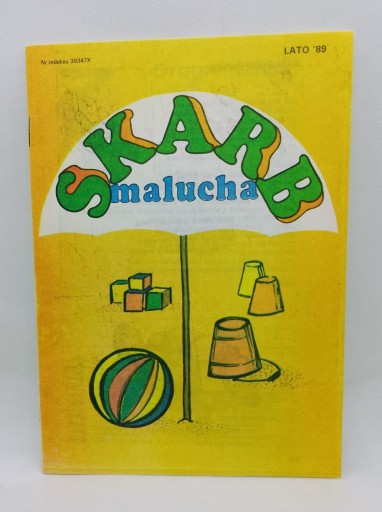 Nr indeksu 39347X
LATO '89
SKARB
malucha